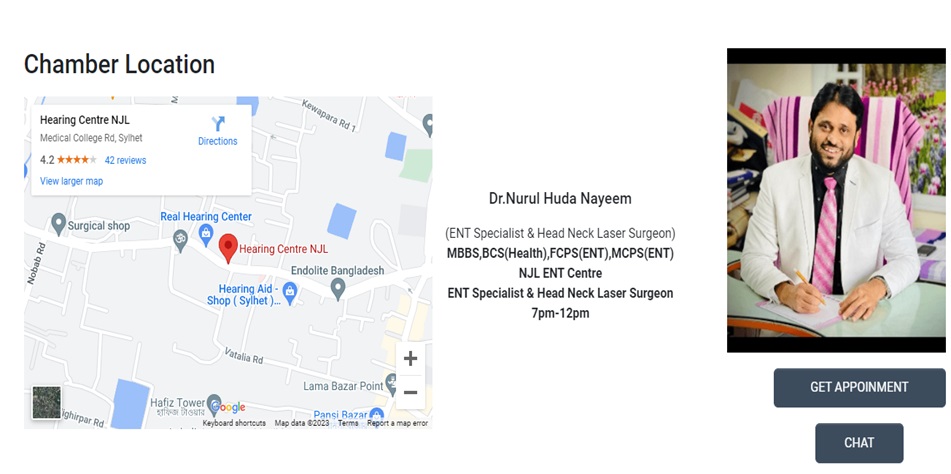 Chamber Location
Hearing Centre NJL
Medical College Rd, Sylhet
Directions
4.2
42 reviews
View larger map
Kewapara Rd 1
Surgical shop
Real Hearing Center
Hearing Centre NJL
Nobab Rd
Endolite Bangladesh
Hearing Aid -
Shop ( Sylhet )...
Vatalia Rd
Lama Bazar Point
Hafiz Tower
হাফিজ টাওয়ার
Google
Pansi Bazar
ghirpar Rd
Keyboard shortcuts
Map data ©2023
Terms
Report a map error
Dr.Nurul Huda Nayeem
(ENT Specialist & Head Neck Laser Surgeon)
MBBS,BCS(Health),FCPS(ENT),MCPS(ENT)
NJL ENT Centre
ENT Specialist & Head Neck Laser Surgeon
7pm-12pm
GET APPOINMENT
CHAT